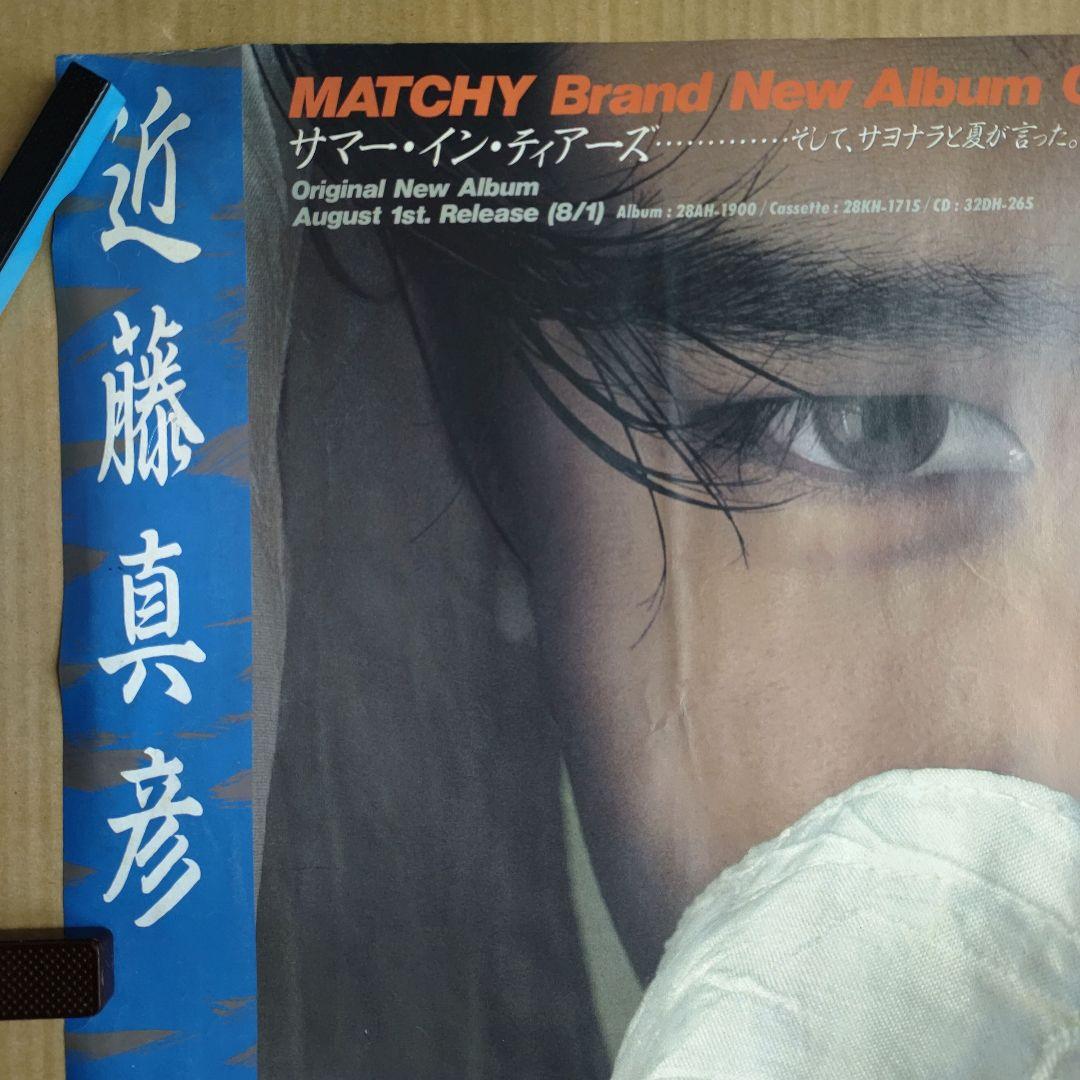 近藤真彦
MATCHY Brand New Album
サマー・イン・ティアーズ.............そして、サヨナラと夏が言った。
Original New Album
August 1st. Release (8/1) Album : 28AH-1900 / Cassette : 28KH-1715 / CD : 32DH-265